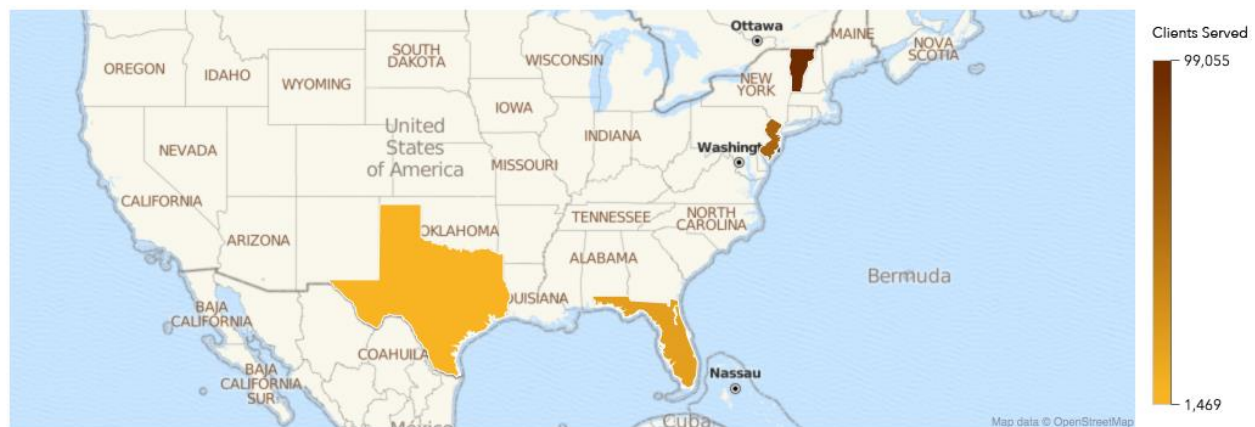 Ottawa
MAINE
NOVA
SCOTIA
OREGON
IDAHO
WYOMING
SOUTH
DAKOTA
WISCONSIN
NEW
YORK
IOWA
NEVADA
United
States
of America
INDIANA
Washington
MISSOURI
CALIFORNIA
TENNESSEE
NORTH
CAROLINA
ARIZONA
OKLAHOMA
ALABAMA
Bermuda
OUISIANA
BAJA
CALIFORNIA
COAHUILA
BAJA
CALIFORNIA
SUR
Nassau
México
Cuba
Map data © OpenStreetMap
Clients Served
99,055
1,469